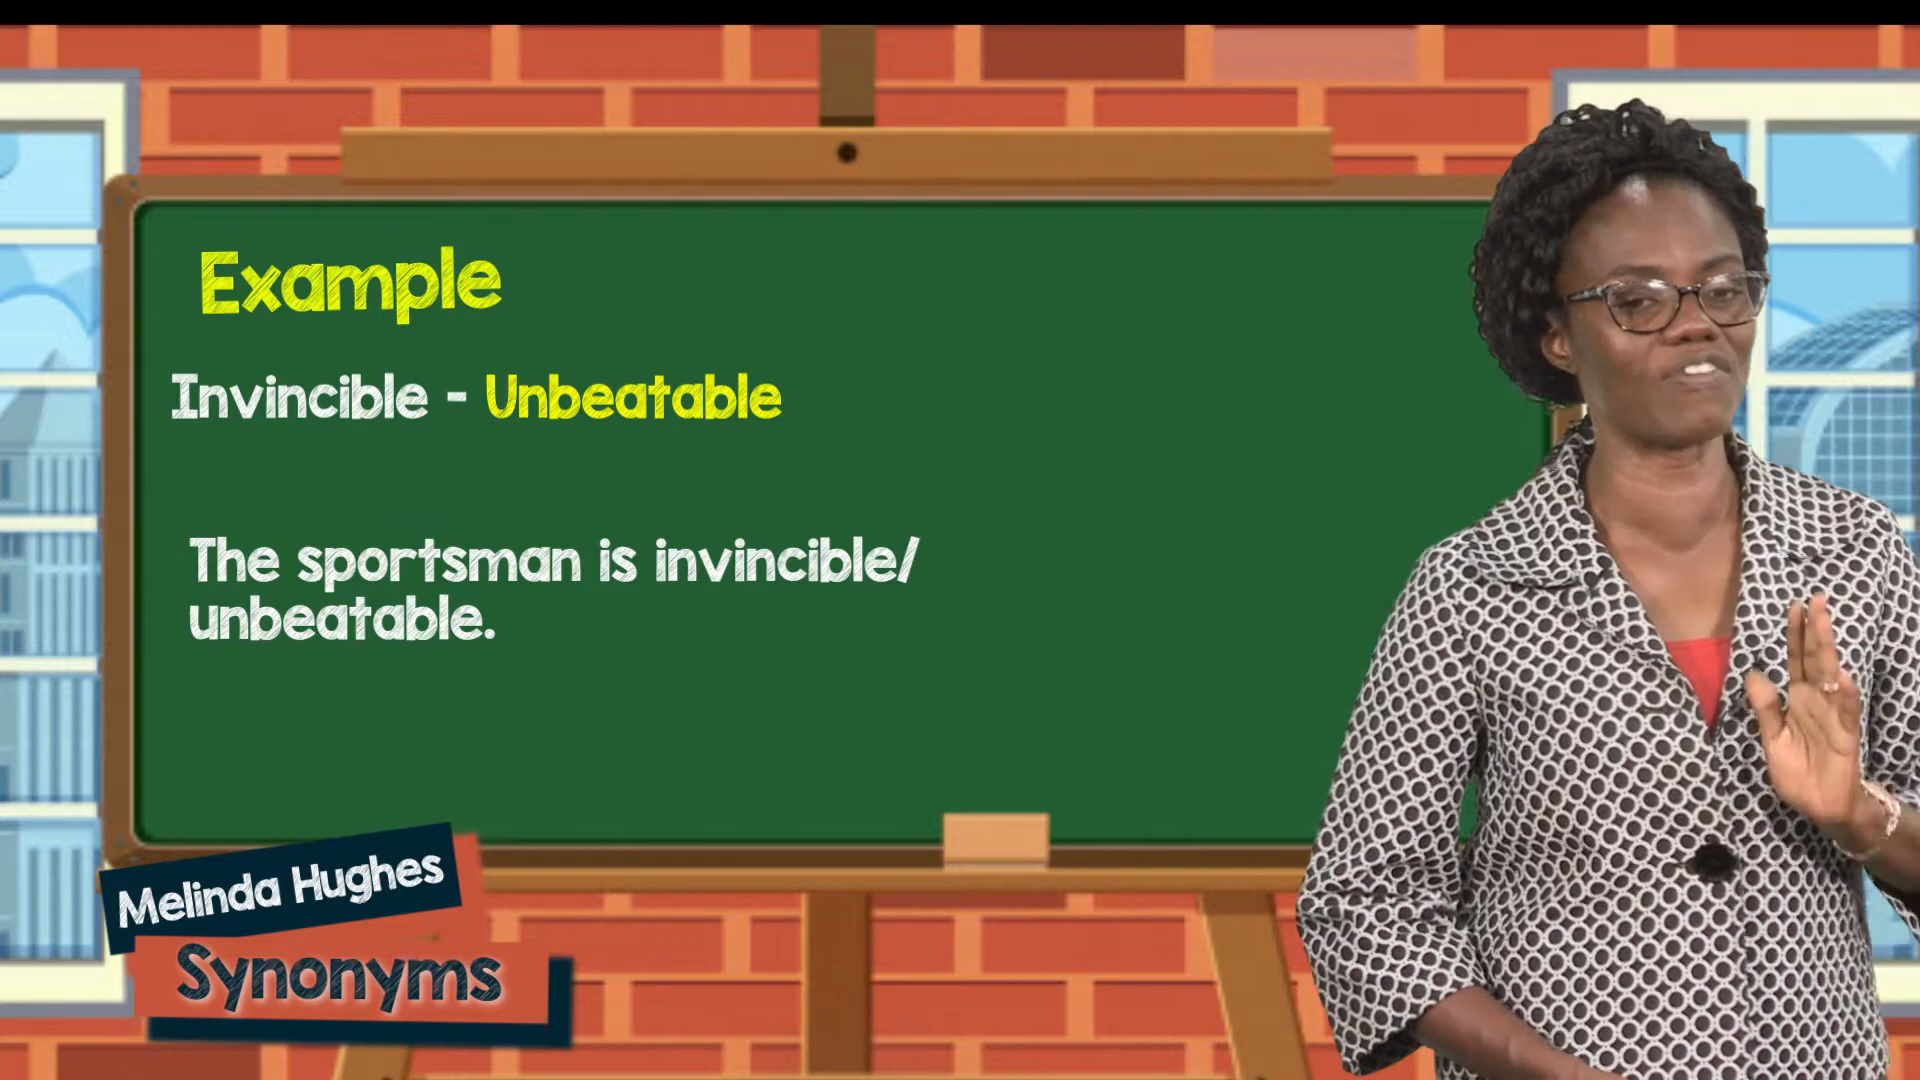 Example
Invincible - Unbeatable
The sportsman is invincible/
unbeatable.
Melinda Hughes
Synonyms